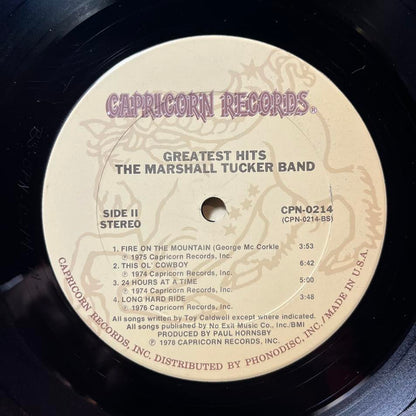 CAPRICORN RECORDS®
GREATEST HITS
THE MARSHALL TUCKER BAND
SIDE II
STEREO
CPN-0214
(CPN-0214-BS)
1. FIRE ON THE MOUNTAIN (George Mc Corkle 3:53
℗ 1975 Capricorn Records, Inc.
2. THIS OL' COWBOY 6:42
℗ 1974 Capricorn Records, Inc.
3. 24 HOURS AT A TIME 5:00
℗ 1974 Capricorn Records, Inc.
4. LONG HARD RIDE 3:48
℗ 1976 Capricorn Records, Inc.
All songs written by Toy Caldwell except where indicated.
All songs published by No Exit Music Co., Inc./BMI
PRODUCED BY PAUL HORNSBY
℗ 1978 CAPRICORN RECORDS, INC.
CAPRICORN RECORDS, INC. DISTRIBUTED BY PHONODISC, INC./MADE IN U.S.A.